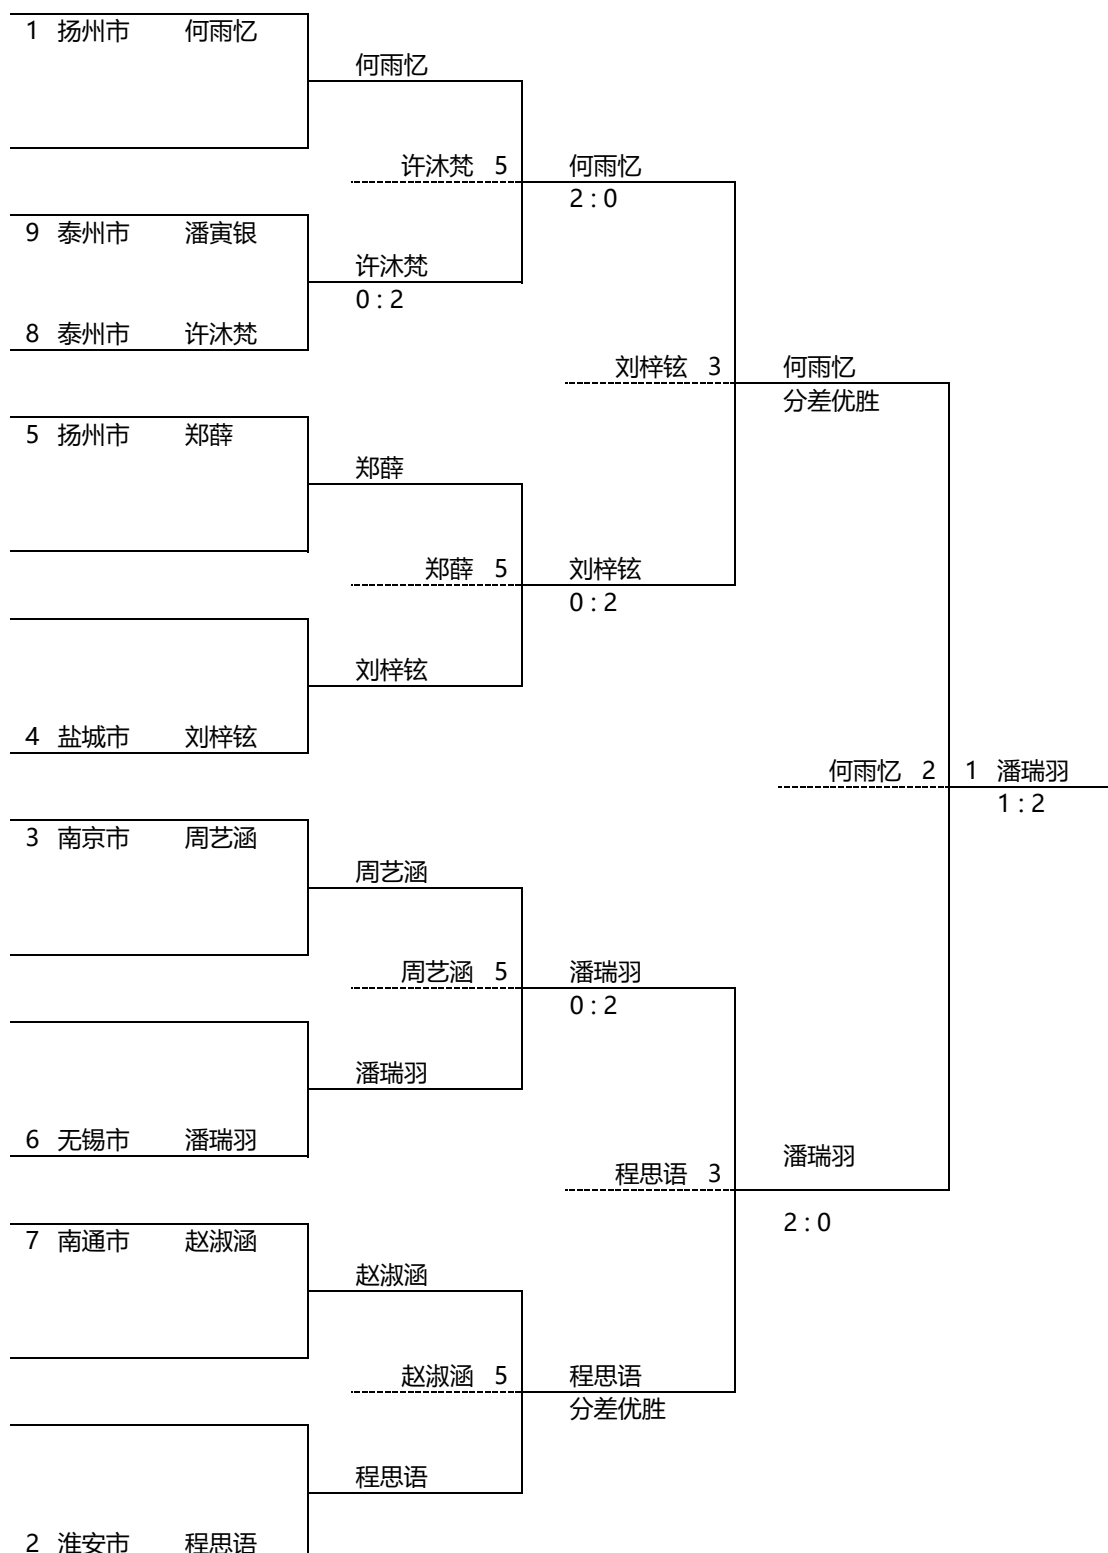 1 扬州市 何雨忆
何雨忆
许沐梵 5 何雨忆
2 : 0
9 泰州市 潘寅银
许沐梵
0 : 2
8 泰州市 许沐梵
刘梓铉 3 何雨忆
分差优胜
5 扬州市 郑薛
郑薛
郑薛 5 刘梓铉
0 : 2
刘梓铉
4 盐城市 刘梓铉
何雨忆 2 1 潘瑞羽
1 : 2
3 南京市 周艺涵
周艺涵
周艺涵 5 潘瑞羽
0 : 2
潘瑞羽
6 无锡市 潘瑞羽
潘瑞羽
程思语 3
2 : 0
7 南通市 赵淑涵
赵淑涵
赵淑涵 5 程思语
分差优胜
程思语
2 淮安市 程思语